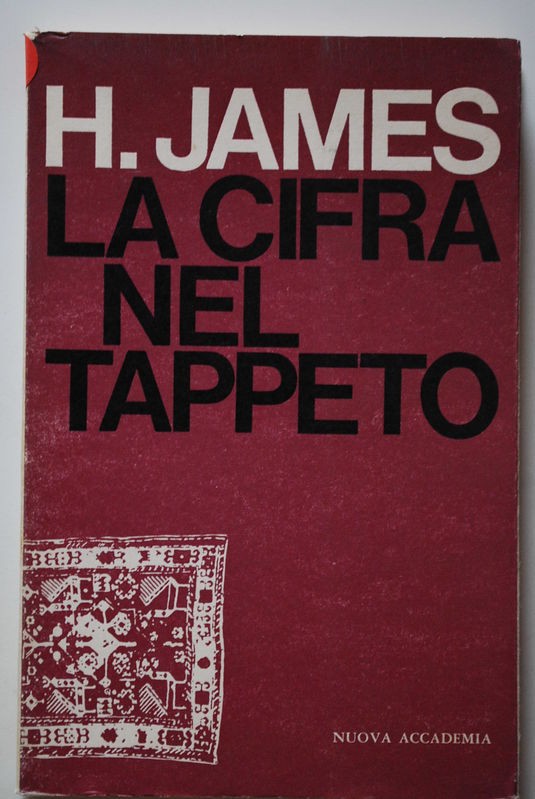 H. JAMES
LA CIFRA
NEL
TAPPETO
NUOVA ACCADEMIA